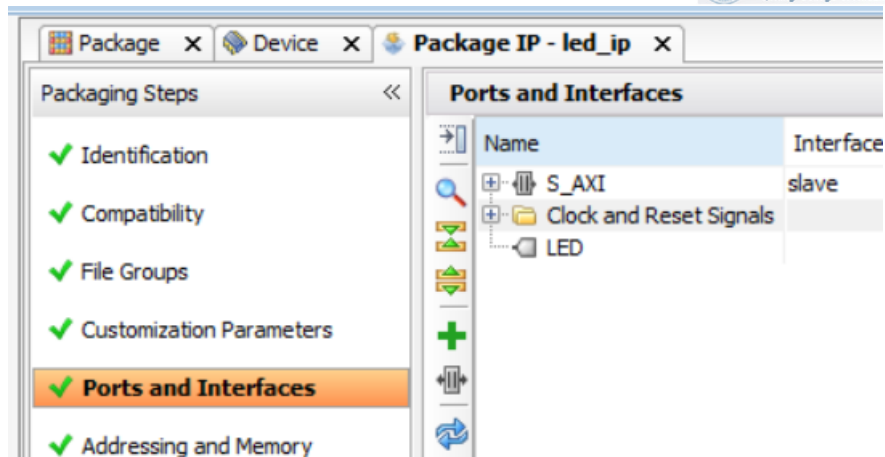 Package
Device
Package IP - led_ip
Packaging Steps
Identification
Compatibility
File Groups
Customization Parameters
Ports and Interfaces
Addressing and Memory
Ports and Interfaces
Name Interface
S_AXI slave
Clock and Reset Signals
LED